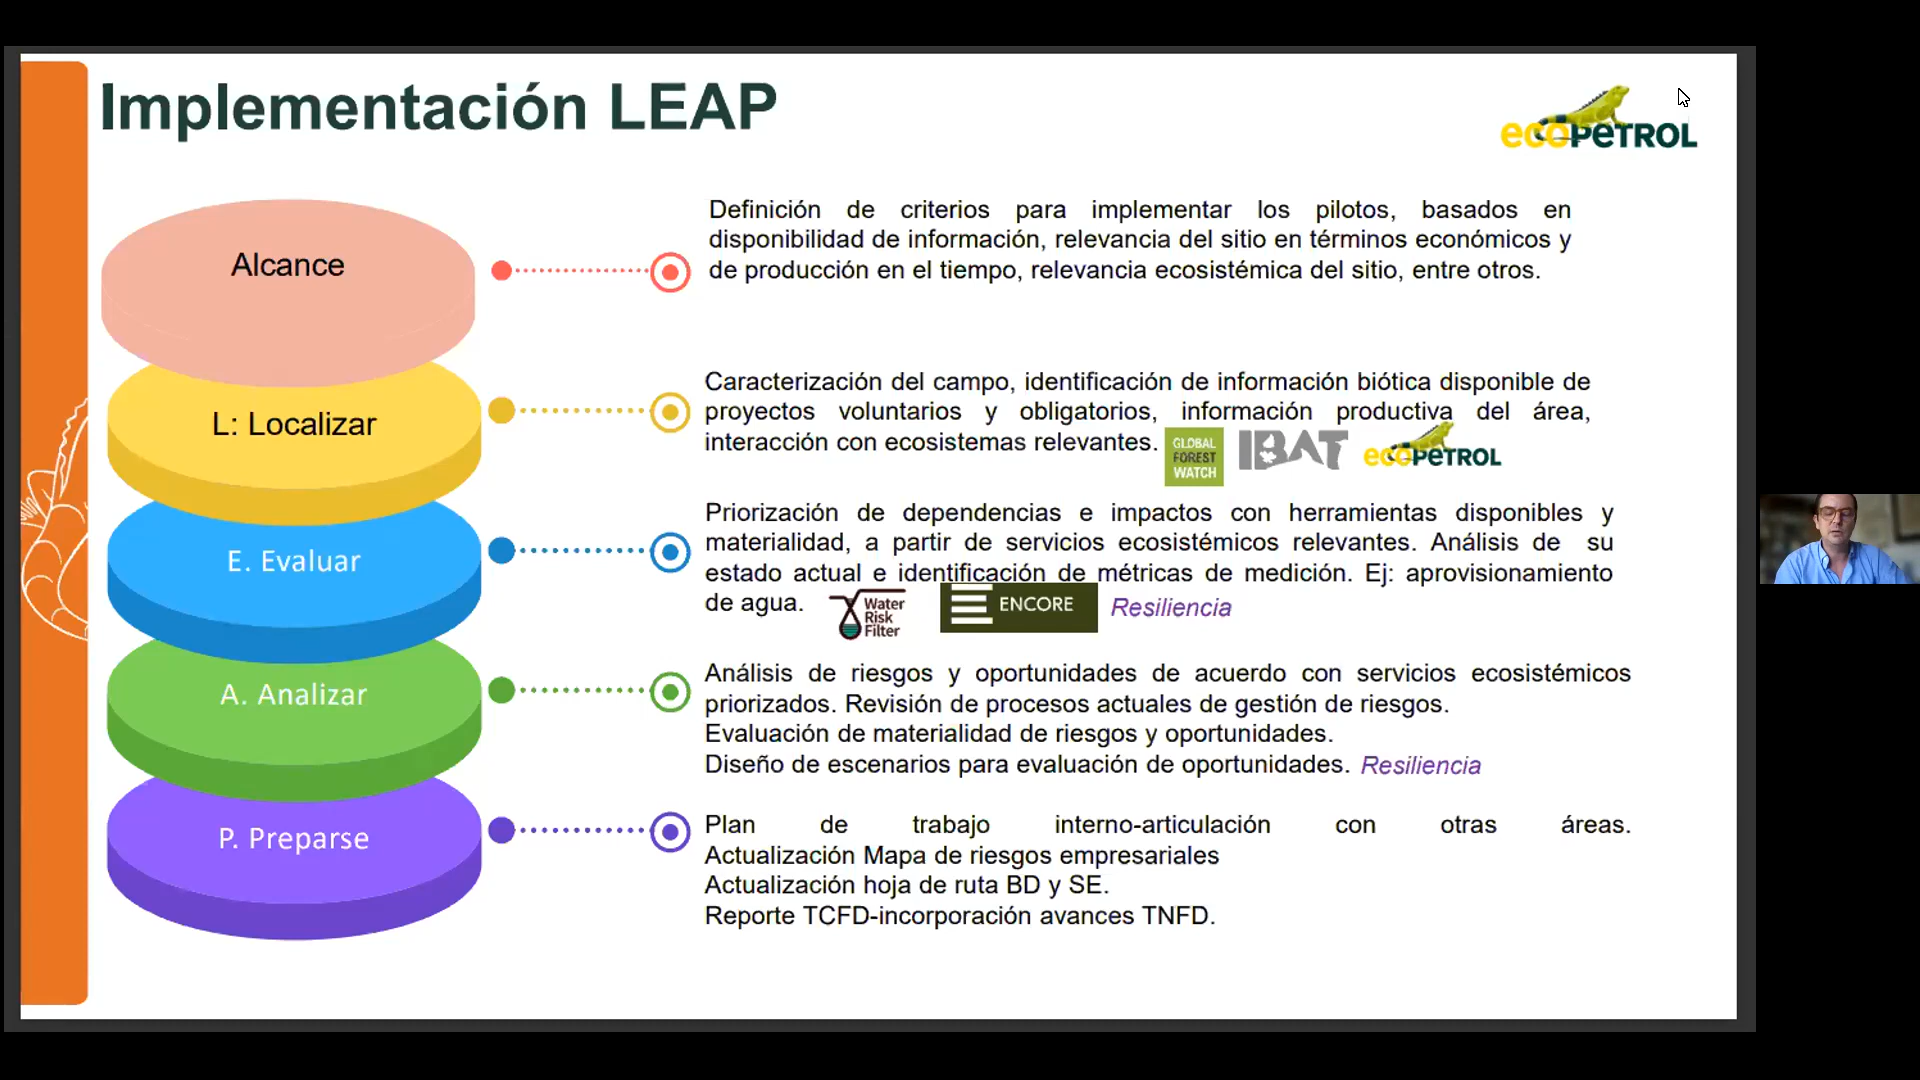 Implementación LEAP
ecoPETROL
Alcance
Definición de criterios para implementar los pilotos, basados en
disponibilidad de información, relevancia del sitio en términos económicos y
de producción en el tiempo, relevancia ecosistémica del sitio, entre otros.
L: Localizar
Caracterización del campo, identificación de información biótica disponible de
proyectos voluntarios y obligatorios, información productiva del área,
interacción con ecosistemas relevantes.
GLOBAL
FOREST
WATCH
IBAT
ecoPETROL
E. Evaluar
Priorización de dependencias e impactos con herramientas disponibles y
materialidad, a partir de servicios ecosistémicos relevantes. Análisis de su
estado actual e identificación de métricas de medición. Ej: aprovisionamiento
de agua.
Water
Risk
Filter
ENCORE
Resiliencia
A. Analizar
Análisis de riesgos y oportunidades de acuerdo con servicios ecosistémicos
priorizados. Revisión de procesos actuales de gestión de riesgos.
Evaluación de materialidad de riesgos y oportunidades.
Diseño de escenarios para evaluación de oportunidades. Resiliencia
P. Preparse
Plan de trabajo interno-articulación con otras áreas.
Actualización Mapa de riesgos empresariales
Actualización hoja de ruta BD y SE.
Reporte TCFD-incorporación avances TNFD.